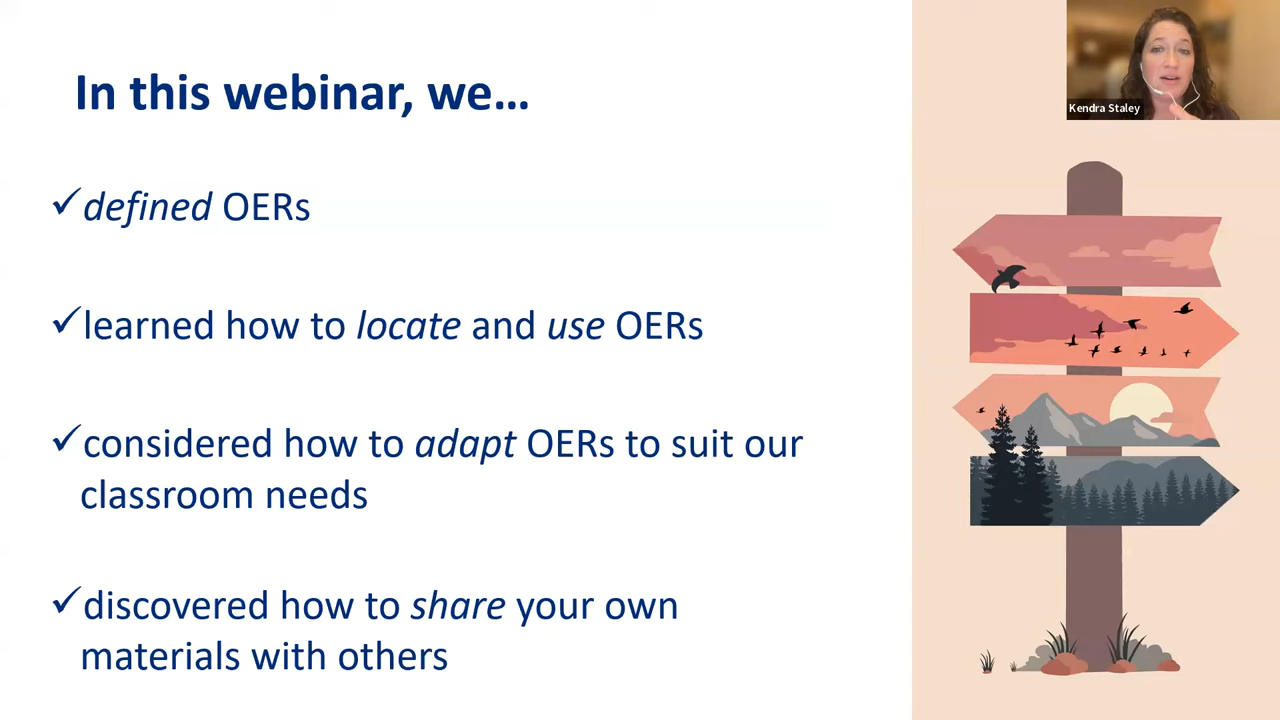 In this webinar, we…
Kendra Staley
✓defined OERs
✓learned how to locate and use OERs
✓considered how to adapt OERs to suit our
classroom needs
✓discovered how to share your own
materials with others